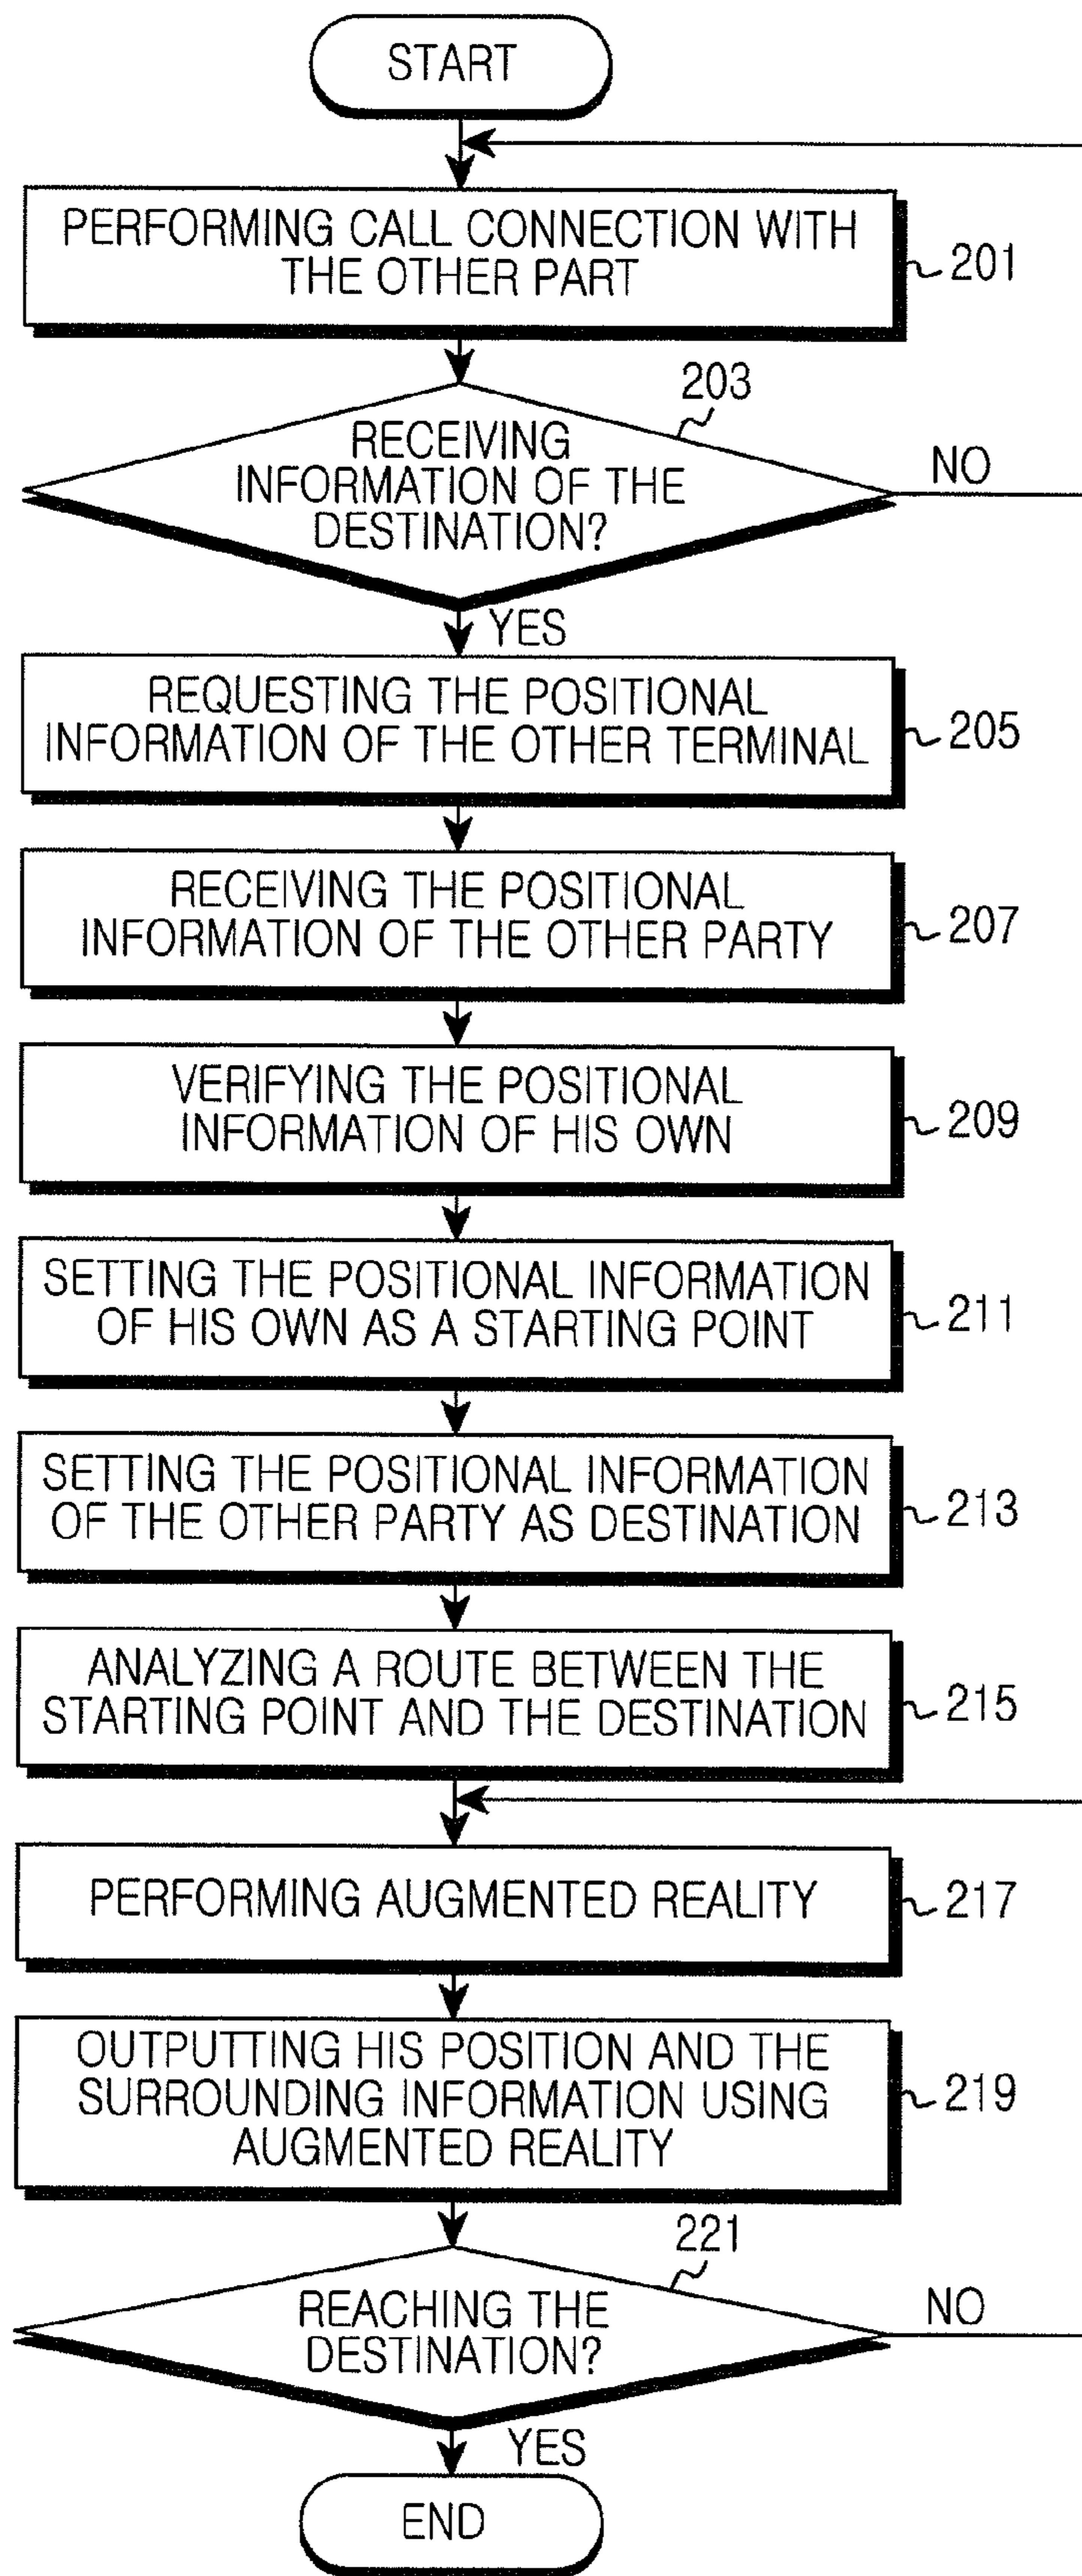 START
PERFORMING CALL CONNECTION WITH
THE OTHER PART
201
203
RECEIVING
INFORMATION OF THE
DESTINATION?
NO
YES
REQUESTING THE POSITIONAL
INFORMATION OF THE OTHER TERMINAL
205
RECEIVING THE POSITIONAL
INFORMATION OF THE OTHER PARTY
207
VERIFYING THE POSITIONAL
INFORMATION OF HIS OWN
209
SETTING THE POSITIONAL INFORMATION
OF HIS OWN AS A STARTING POINT
211
SETTING THE POSITIONAL INFORMATION
OF THE OTHER PARTY AS DESTINATION
213
ANALYZING A ROUTE BETWEEN THE
STARTING POINT AND THE DESTINATION
215
PERFORMING AUGMENTED REALITY
217
OUTPUTTING HIS POSITION AND THE
SURROUNDING INFORMATION USING
AUGMENTED REALITY
219
221
REACHING THE
DESTINATION?
NO
YES
END